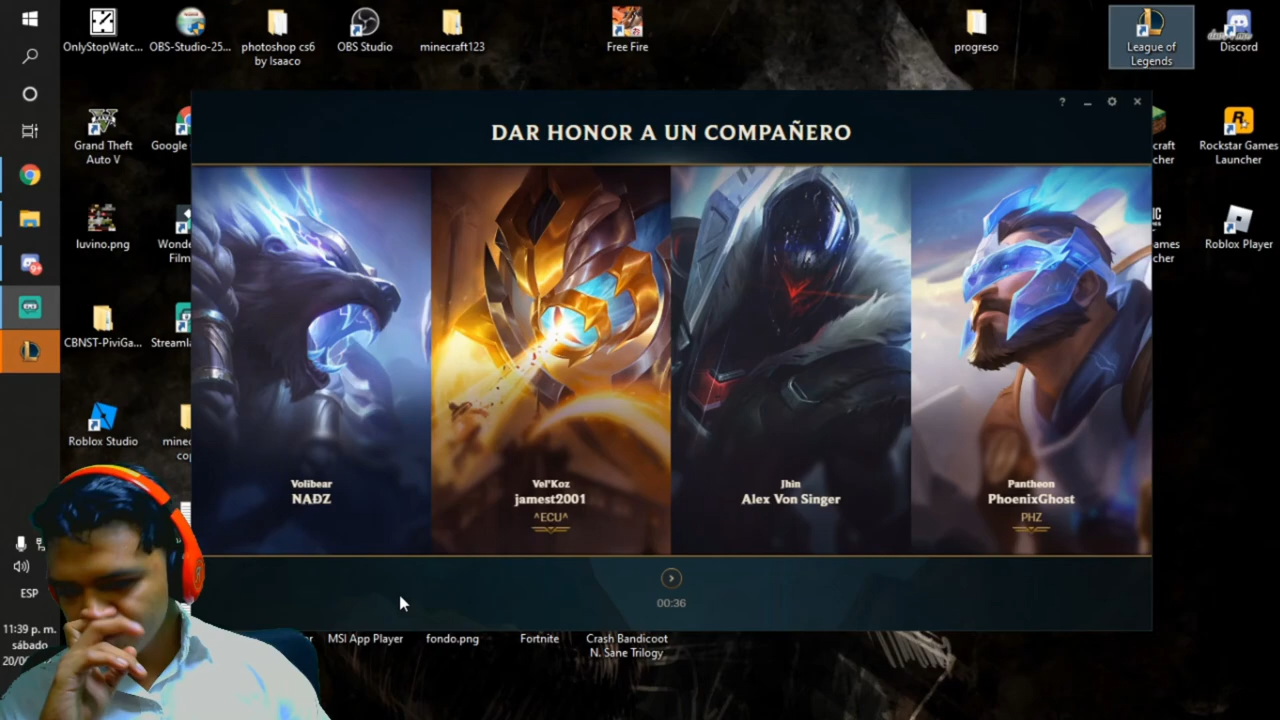 OnlyStopWatc...
OBS-Studio-25...
photoshop cs6
by Isaaco
OBS Studio
minecraft123
Free Fire
progreso
League of
Legends
Discord
Grand Theft
Auto V
Google
Rockstar Games
Launcher
luvino.png
Roblox Player
CBNST-PiviGa...
Roblox Studio
?
DAR HONOR A UN COMPAÑERO
Volibear
NAĐZ
Vel'Koz
jamest2001
^ECU^
Jhin
Alex Von Singer
Pantheon
PhoenixGhost
PHZ
00:36
MSI App Player
fondo.png
Fortnite
Crash Bandicoot
N. Sane Trilogy
ESP
11:39 p. m.
sábado